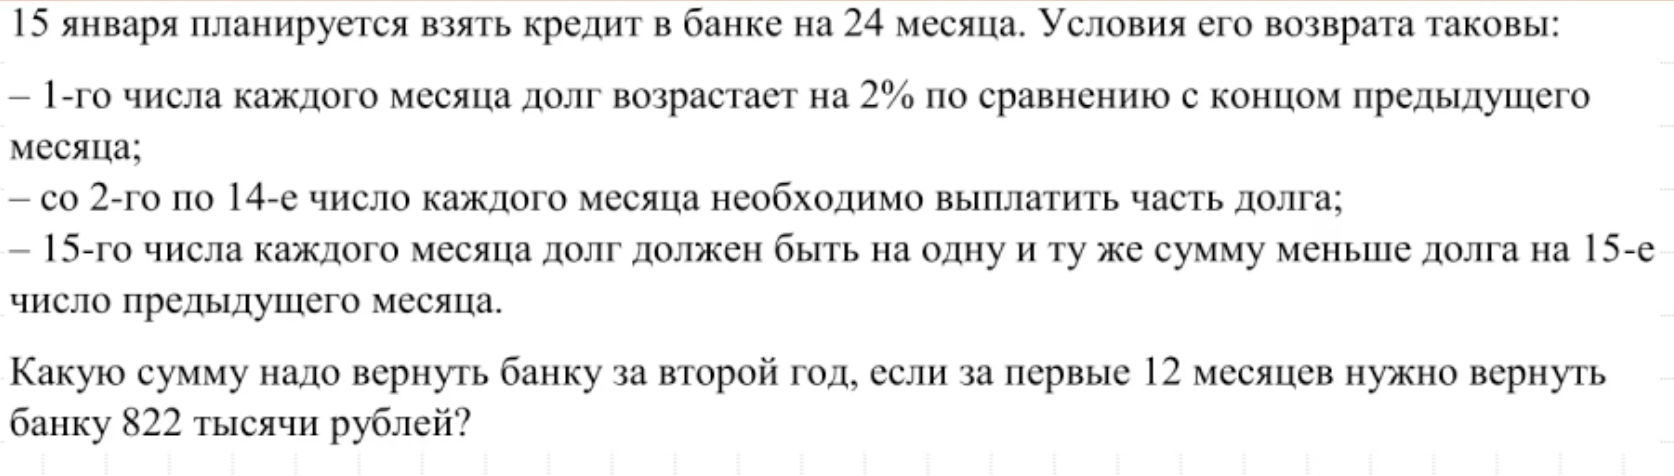 15 января планируется взять кредит в банке на 24 месяца. Условия его возврата таковы:
– 1-го числа каждого месяца долг возрастает на 2% по сравнению с концом предыдущего
месяца;
– со 2-го по 14-е число каждого месяца необходимо выплатить часть долга;
– 15-го числа каждого месяца долг должен быть на одну и ту же сумму меньше долга на 15-е
число предыдущего месяца.
Какую сумму надо вернуть банку за второй год, если за первые 12 месяцев нужно вернуть
банку 822 тысячи рублей?